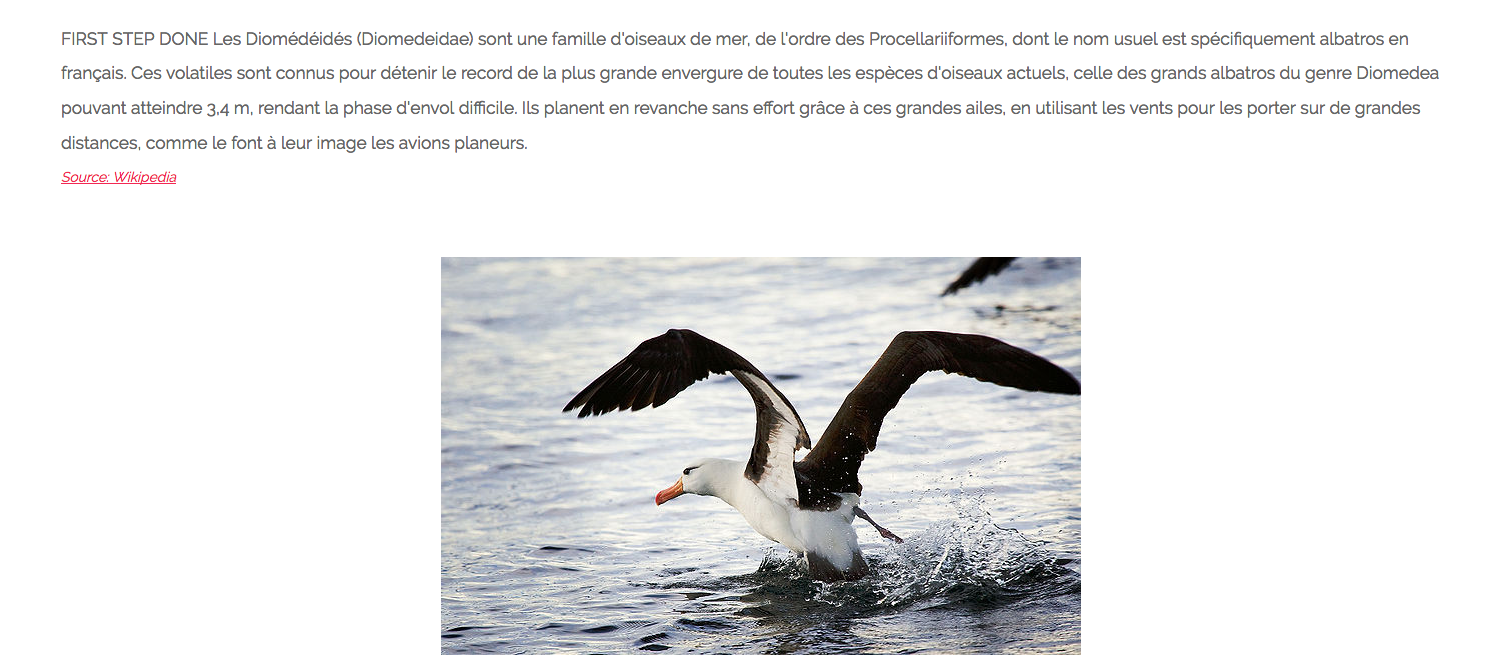 FIRST STEP DONE Les Diomédéidés (Diomedeidae) sont une famille d'oiseaux de mer, de l'ordre des Procellariiformes, dont le nom usuel est spécifiquement albatros en
français. Ces volatiles sont connus pour détenir le record de la plus grande envergure de toutes les espèces d'oiseaux actuels, celle des grands albatros du genre Diomedea
pouvant atteindre 3,4 m, rendant la phase d'envol difficile. Ils planent en revanche sans effort grâce à ces grandes ailes, en utilisant les vents pour les porter sur de grandes
distances, comme le font à leur image les avions planeurs.
Source: Wikipedia